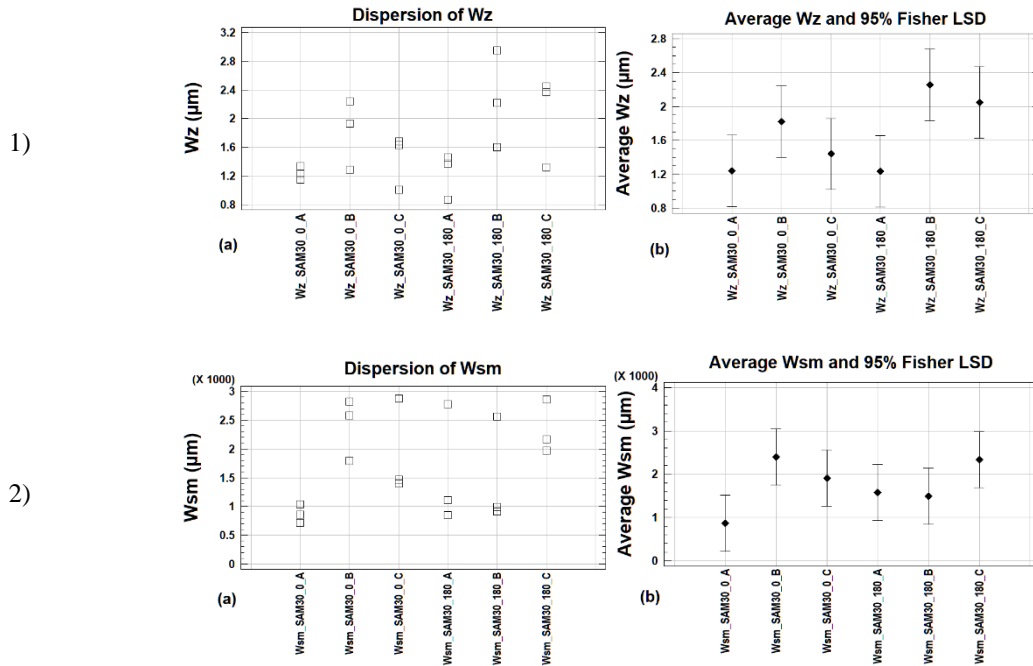 1)
Dispersion of Wz
Wz (µm)
3.2
2.8
2.4
2
1.6
1.2
0.8
Wz_SAM30_0_A
Wz_SAM30_0_B
Wz_SAM30_0_C
Wz_SAM30_180_A
Wz_SAM30_180_B
Wz_SAM30_180_C
(a)
Average Wz and 95% Fisher LSD
Average Wz (µm)
2.8
2.4
2
1.6
1.2
0.8
Wz_SAM30_0_A
Wz_SAM30_0_B
Wz_SAM30_0_C
Wz_SAM30_180_A
Wz_SAM30_180_B
Wz_SAM30_180_C
(b)
2)
Dispersion of Wsm
(X 1000)
Wsm (µm)
3
2.5
2
1.5
1
0.5
0
Wsm_SAM30_0_A
Wsm_SAM30_0_B
Wsm_SAM30_0_C
Wsm_SAM30_180_A
Wsm_SAM30_180_B
Wsm_SAM30_180_C
(a)
Average Wsm and 95% Fisher LSD
(X 1000)
Average Wsm (µm)
4
3
2
1
0
Wsm_SAM30_0_A
Wsm_SAM30_0_B
Wsm_SAM30_0_C
Wsm_SAM30_180_A
Wsm_SAM30_180_B
Wsm_SAM30_180_C
(b)